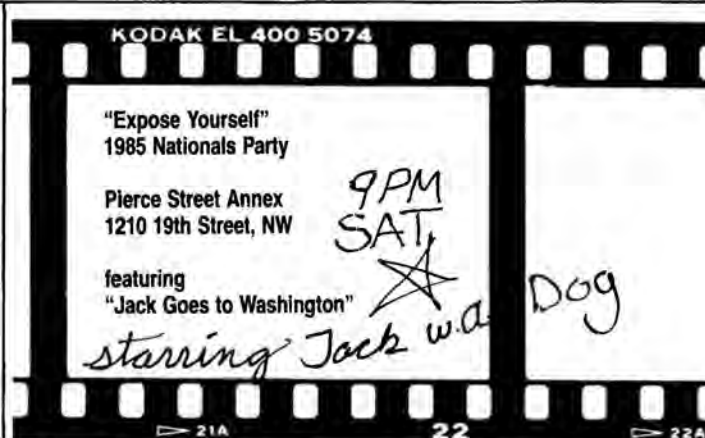 KODAK EL 400 5074
"Expose Yourself"
1985 Nationals Party
Pierce Street Annex
1210 19th Street, NW
9PM
SAT,
featuring
"Jack Goes to Washington"
starring Jack w.a. Dog
21A 22 22A